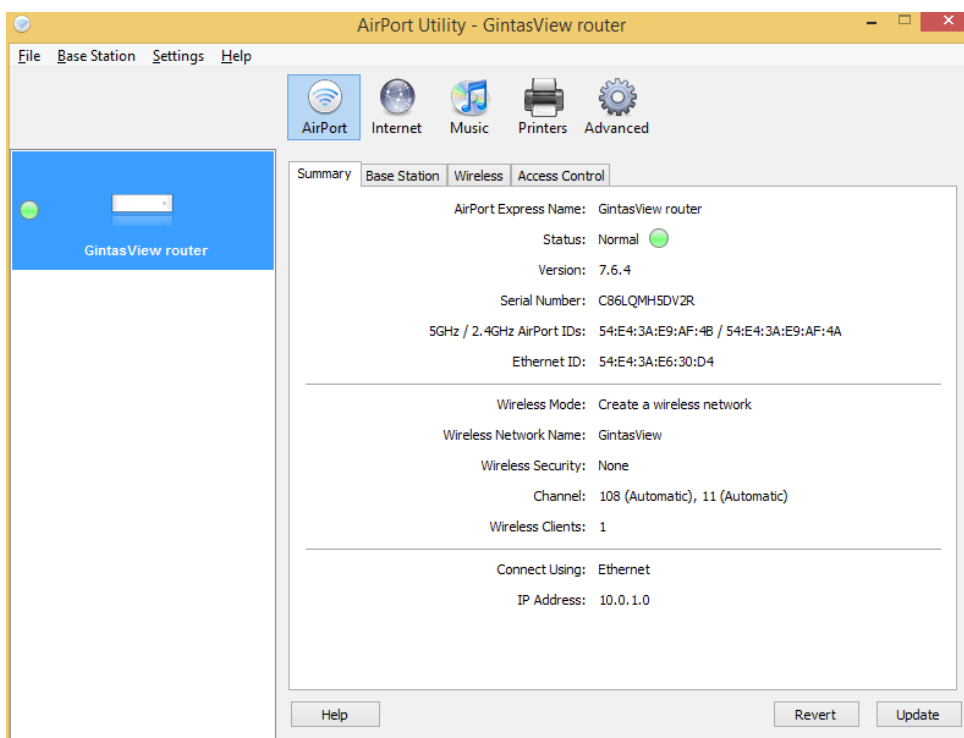 AirPort Utility - GintasView router
File Base Station Settings Help
AirPort Internet Music Printers Advanced
GintasView router
Summary Base Station Wireless Access Control
AirPort Express Name: GintasView router
Status: Normal
Version: 7.6.4
Serial Number: C86LQMH5DV2R
5GHz / 2.4GHz AirPort IDs: 54:E4:3A:E9:AF:4B / 54:E4:3A:E9:AF:4A
Ethernet ID: 54:E4:3A:E6:30:D4
Wireless Mode: Create a wireless network
Wireless Network Name: GintasView
Wireless Security: None
Channel: 108 (Automatic), 11 (Automatic)
Wireless Clients: 1
Connect Using: Ethernet
IP Address: 10.0.1.0
Help Revert Update